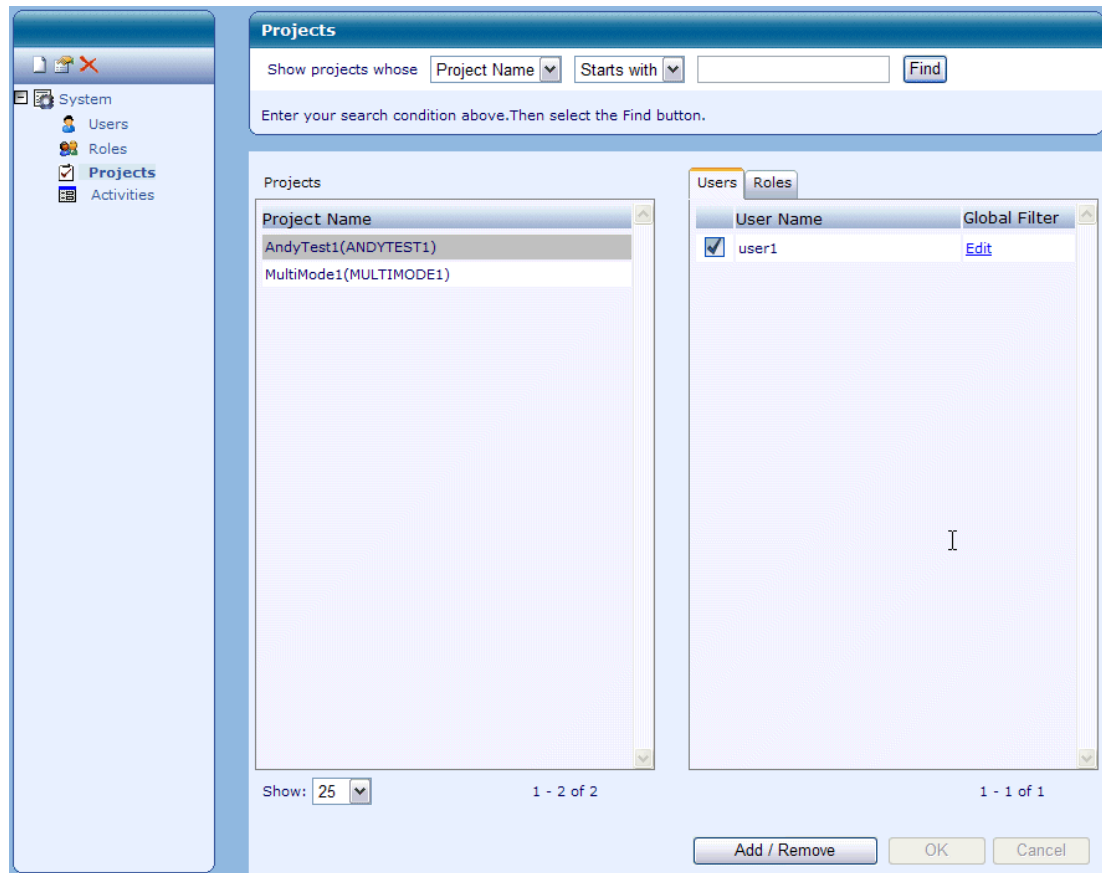 Projects
Show projects whose Project Name Starts with Find
Enter your search condition above.Then select the Find button.
System
Users
Roles
Projects
Activities
Projects
Project Name
AndyTest1(ANDYTEST1)
MultiMode1(MULTIMODE1)
Show: 25 1 - 2 of 2
Users Roles
User Name Global Filter
user1 Edit
1 - 1 of 1
Add / Remove OK Cancel